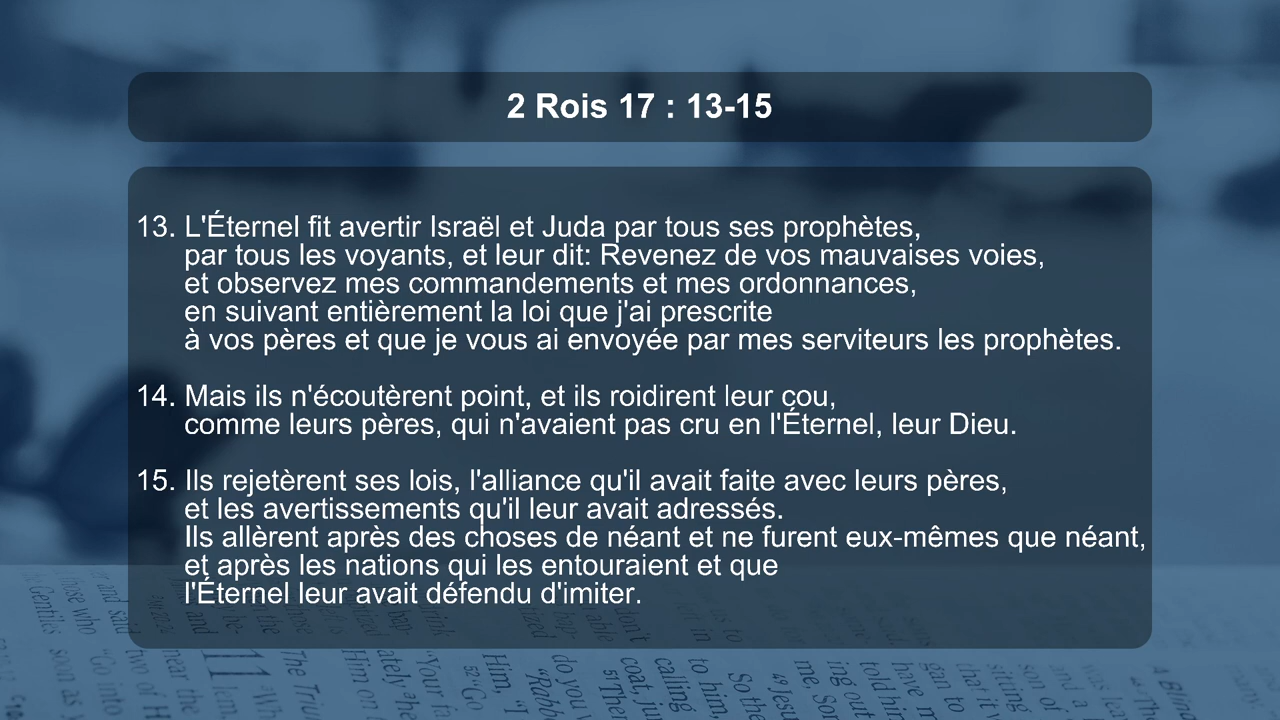 2 Rois 17 : 13-15
13. L'Éternel fit avertir Israël et Juda par tous ses prophètes,
par tous les voyants, et leur dit: Revenez de vos mauvaises voies,
et observez mes commandements et mes ordonnances,
en suivant entièrement la loi que j'ai prescrite
à vos pères et que je vous ai envoyée par mes serviteurs les prophètes.
14. Mais ils n'écoutèrent point, et ils roidirent leur cou,
comme leurs pères, qui n'avaient pas cru en l'Éternel, leur Dieu.
15. Ils rejetèrent ses lois, l'alliance qu'il avait faite avec leurs pères,
et les avertissements qu'il leur avait adressés.
Ils allèrent après des choses de néant et ne furent eux-mêmes que néant,
et après les nations qui les entouraient et que
l'Éternel leur avait défendu d'imiter.